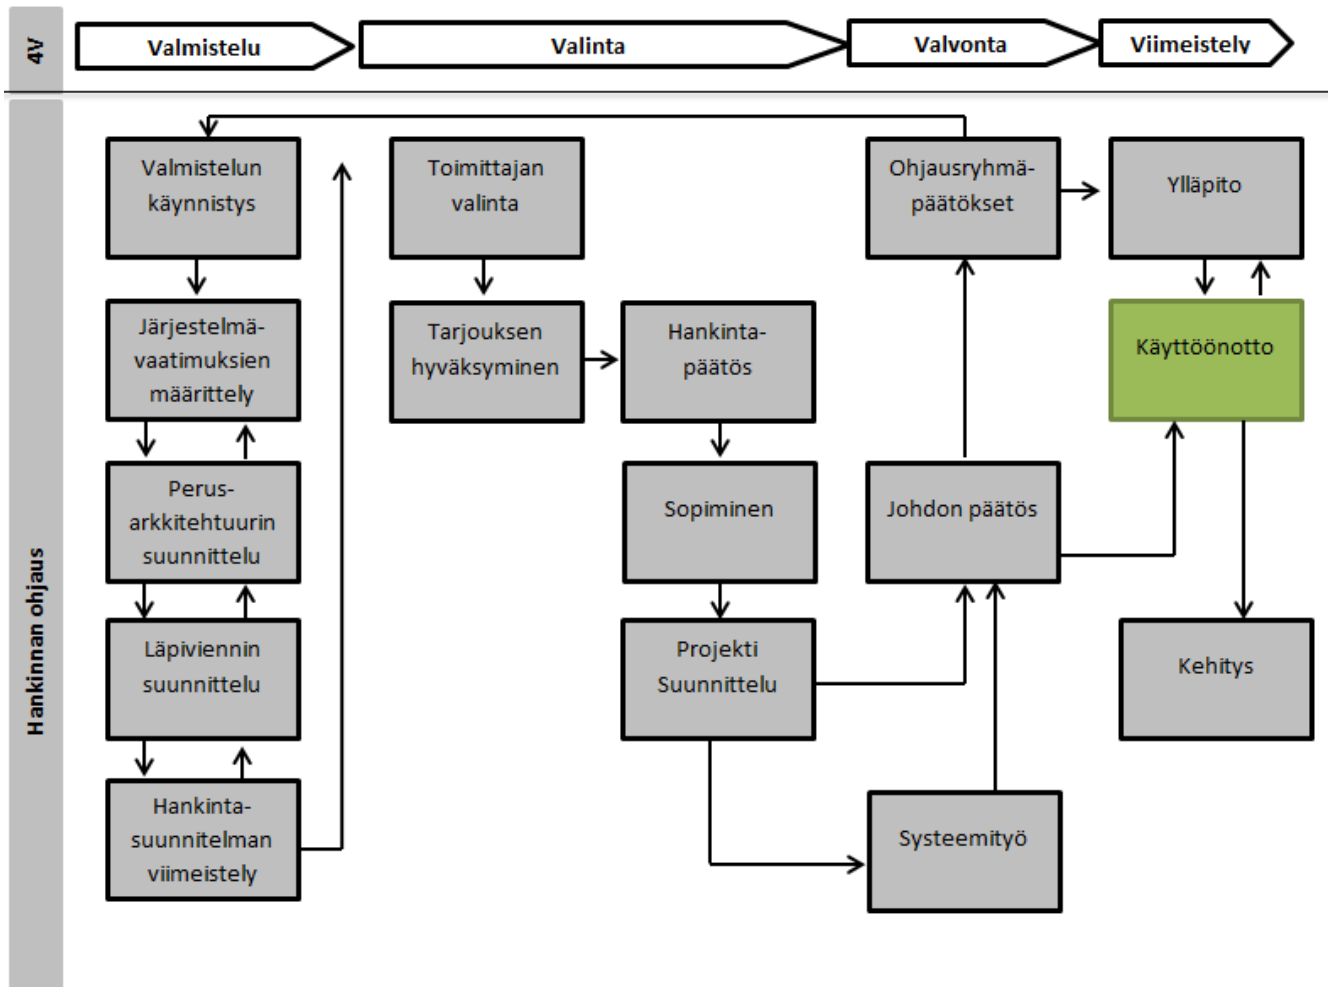 4V
Valmistelu
Valinta
Valvonta
Viimeistely
Hankinnan ohjaus
Valmistelun
käynnistys
Järjestelmä-
vaatimuksien
määrittely
Perus-
arkkitehtuurin
suunnittelu
Läpiviennin
suunnittelu
Hankinta-
suunnitelman
viimeistely
Toimittajan
valinta
Tarjouksen
hyväksyminen
Hankinta-
päätös
Sopiminen
Projekti
Suunnittelu
Ohjausryhmä-
päätökset
Johdon päätös
Systeemityö
Ylläpito
Käyttöönotto
Kehitys